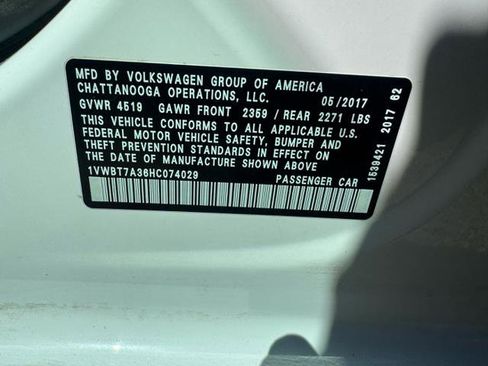 MFD BY VOLKSWAGEN GROUP OF AMERICA
CHATTANOOGA OPERATIONS, LLC. 05/2017
GVWR 4519 GAWR FRONT 2359 / REAR 2271 LBS
THIS VEHICLE CONFORMS TO ALL APPLICABLE U.S.
FEDERAL MOTOR VEHICLE SAFETY, BUMPER AND
THEFT PREVENTION STANDARDS IN EFFECT ON
THE DATE OF MANUFACTURE SHOWN ABOVE
1VWBT7A36HC074029 PASSENGER CAR
1539421 2017 62